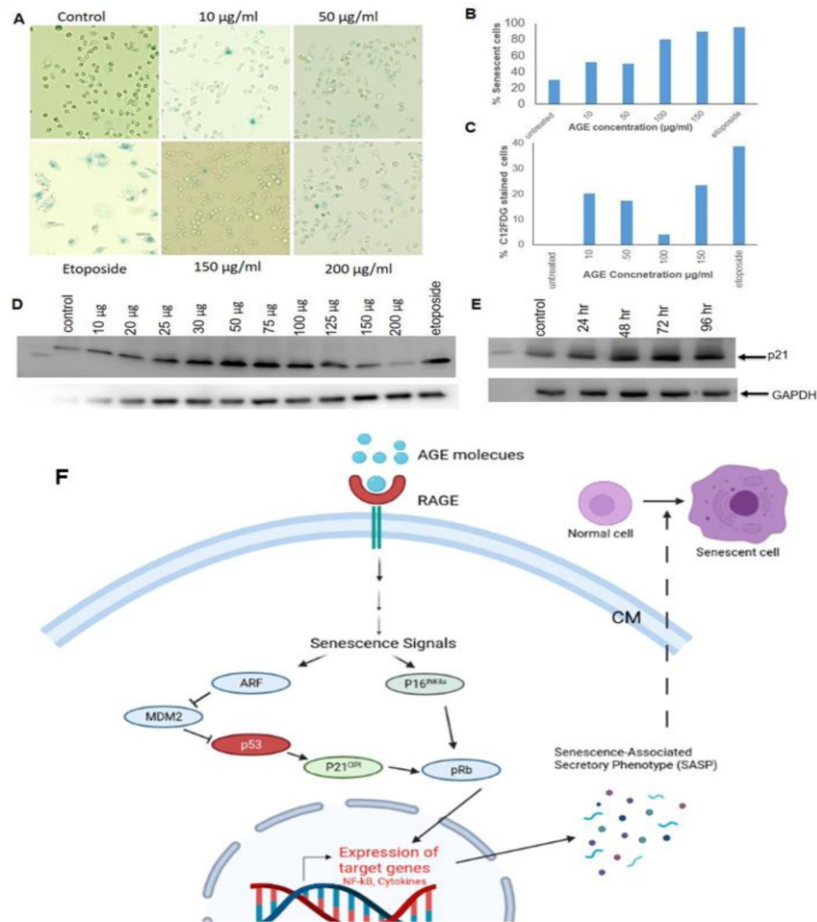 A
Control
10 µg/ml
50 µg/ml
Etoposide
150 µg/ml
200 µg/ml
B
% Senescent cells
100
80
60
40
20
0
untreated
10
50
100
150
etoposide
AGE concentration (µg/ml)
C
% C12FDG stained cells
40
30
20
10
0
untreated
10
50
100
150
etoposide
AGE Concnetration µg/ml
D
control
10 µg
20 µg
25 µg
30 µg
50 µg
75 µg
100 µg
125 µg
150 µg
200 µg
etoposide
E
control
24 hr
48 hr
72 hr
96 hr
p21
GAPDH
F
AGE molecues
RAGE
Normal cell
Senescent cell
CM
Senescence Signals
ARF
P16INK4a
MDM2
p53
P21CIPI
pRb
Senescence-Associated
Secretory Phenotype (SASP)
Expression of
target genes
NF-kB, Cytokines